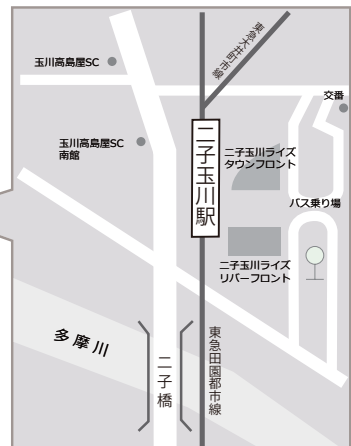 東急大井町市線
玉川高島屋SC
交番
玉川高島屋SC
南館
二子玉川駅
二子玉川ライズ
タウンフロント
バス乗り場
二子玉川ライズ
リバーフロント
多摩川
二子橋
東急田園都市線